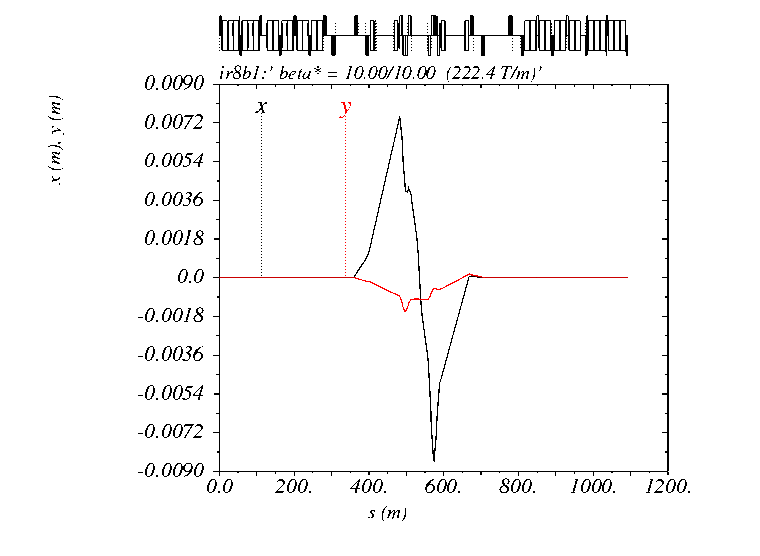 ir8b1:' beta* = 10.00/10.00 (222.4 T/m)'
x (m), y (m)
x y
0.0090
0.0072
0.0054
0.0036
0.0018
0.0
-0.0018
-0.0036
-0.0054
-0.0072
-0.0090
0.0 200. 400. 600. 800. 1000. 1200.
s (m)